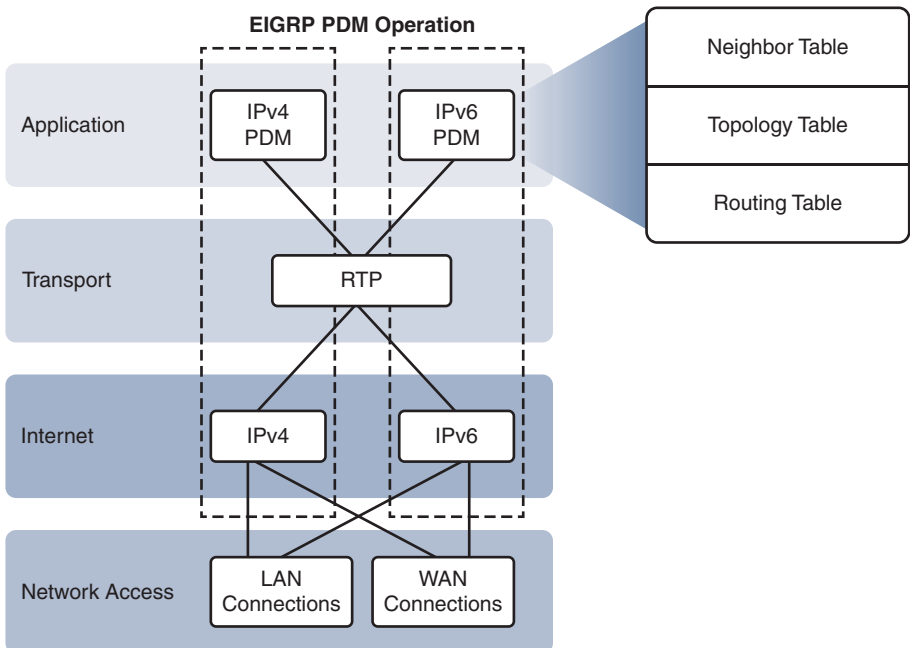 EIGRP PDM Operation
Neighbor Table
Topology Table
Routing Table
Application
IPv4
PDM
IPv6
PDM
Transport
RTP
Internet
IPv4
IPv6
Network Access
LAN
Connections
WAN
Connections